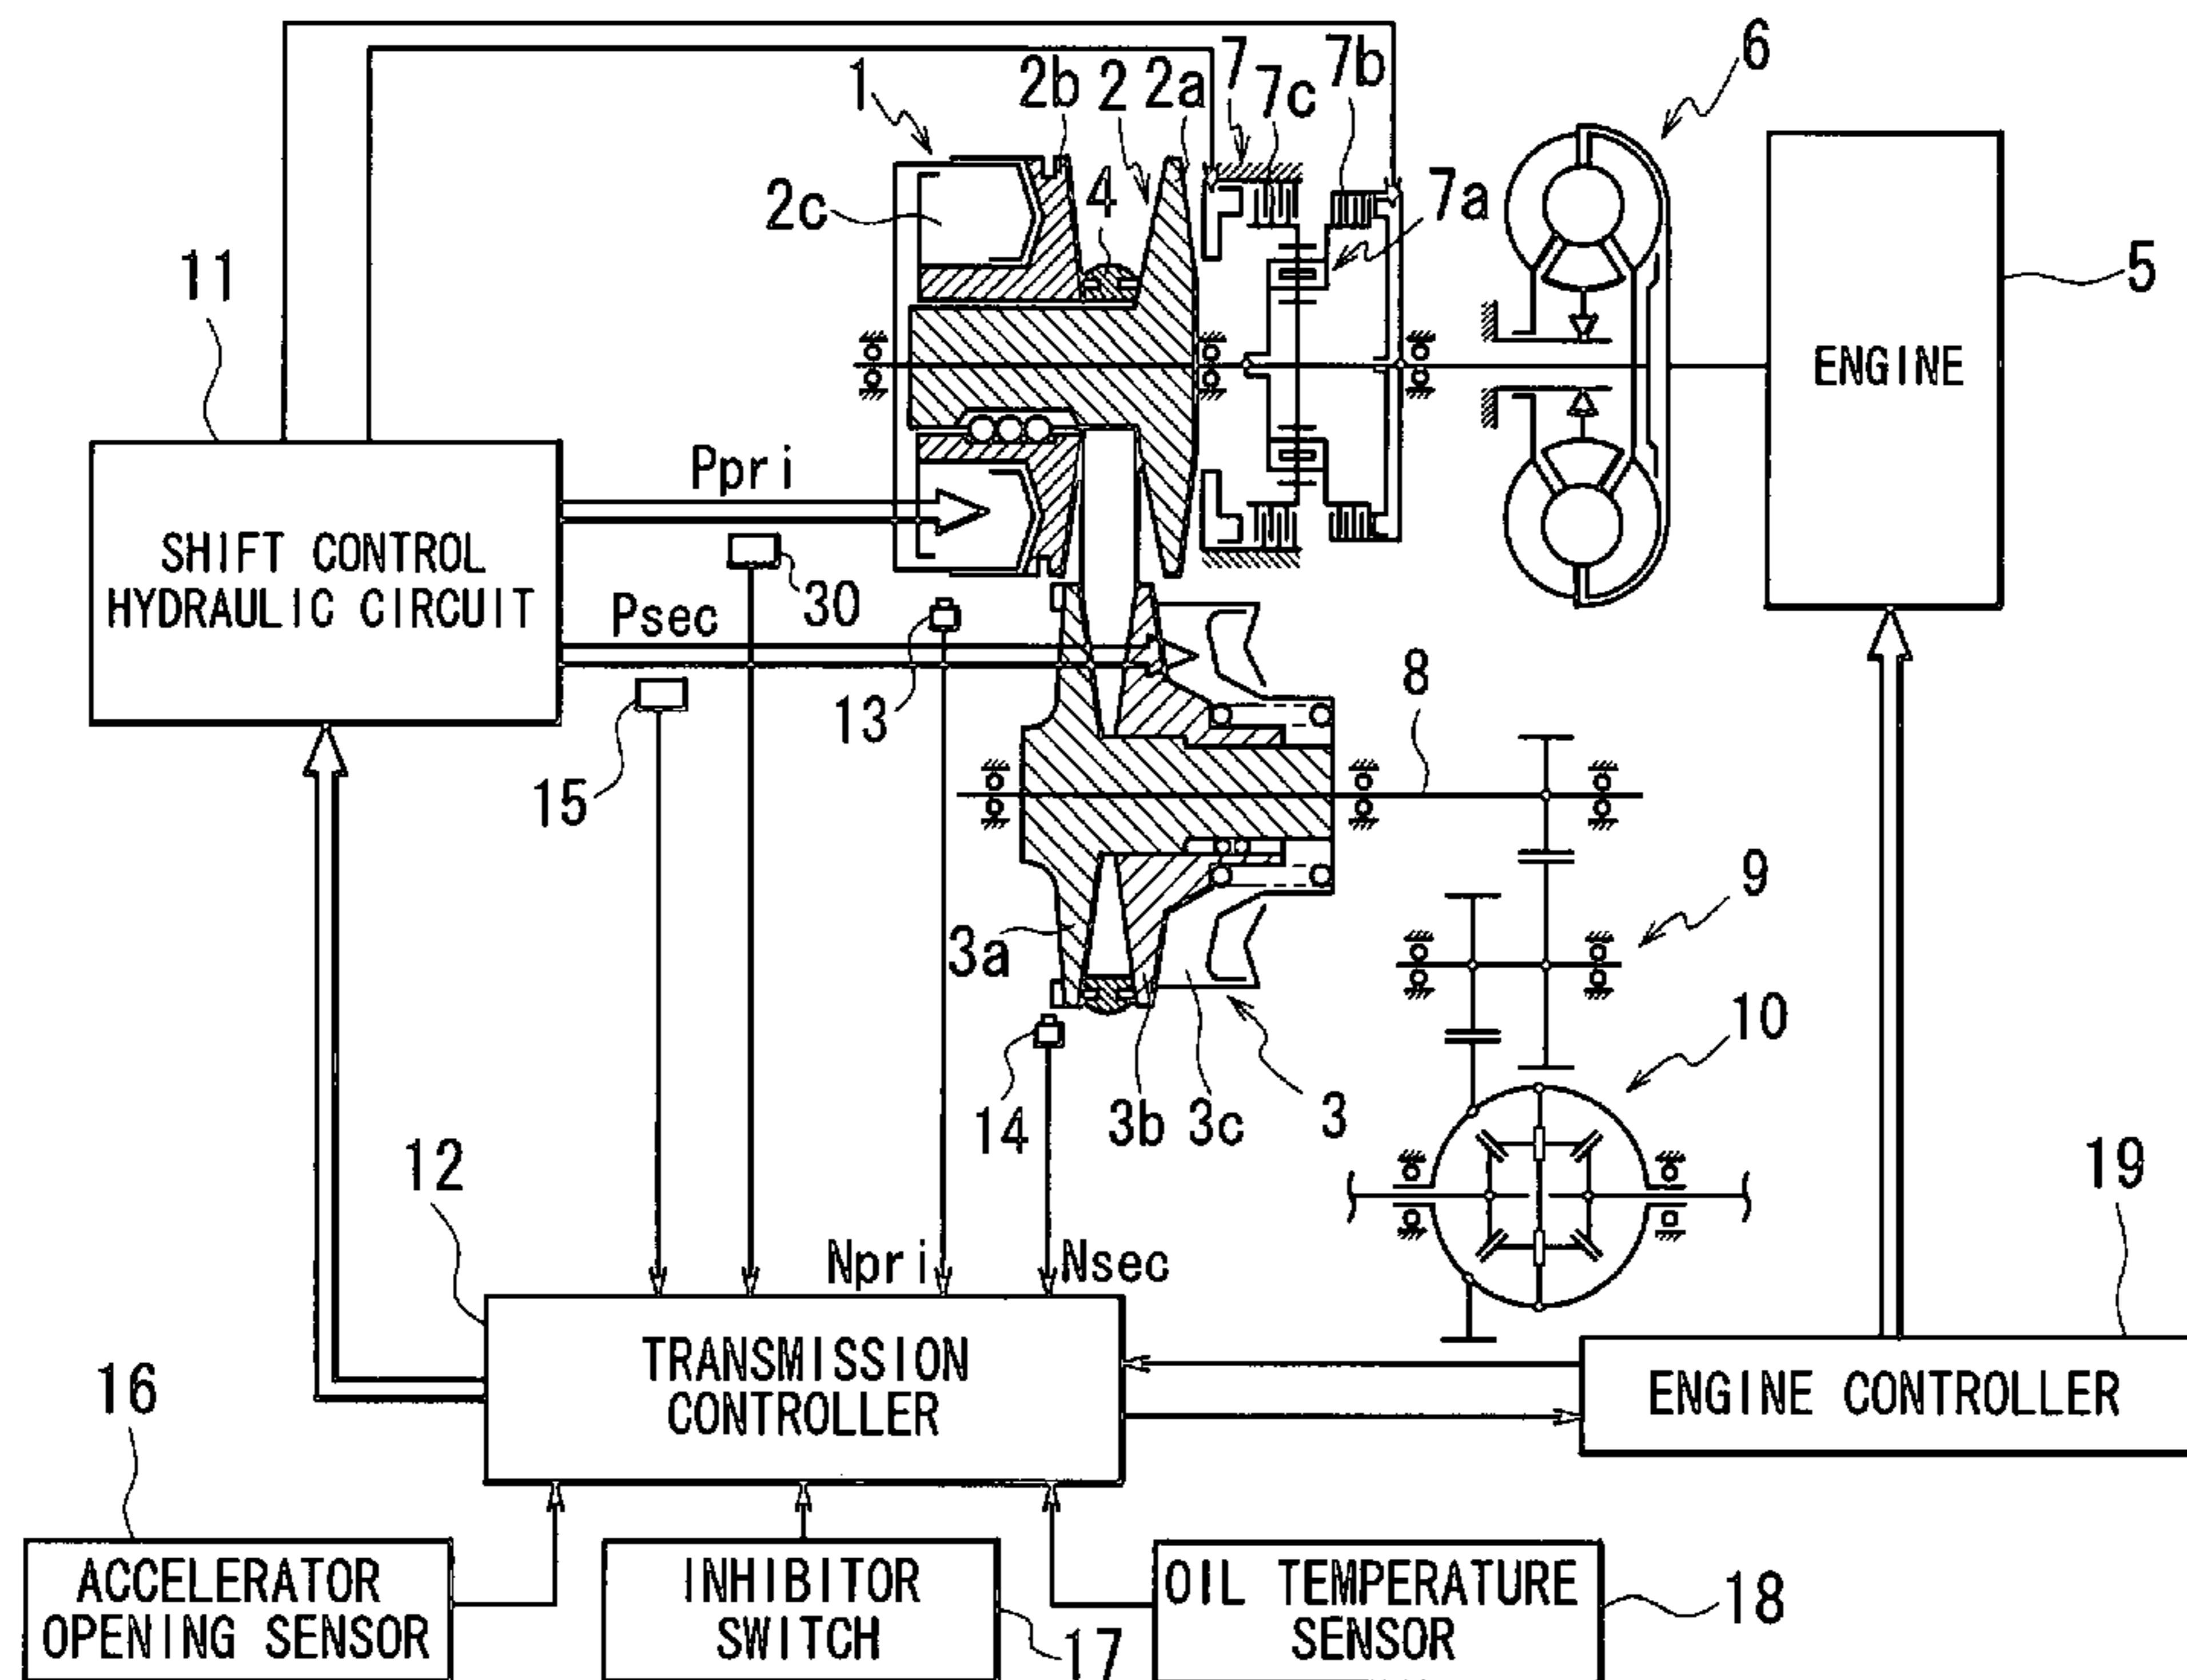 6
7
7b
2b
2
2a
7c
1
4
2c
7a
11
5
ENGINE
Ppri
SHIFT CONTROL
HYDRAULIC CIRCUIT
30
Psec
13
8
15
9
3a
10
14
3b
3c
3
12
19
Npri
Nsec
TRANSMISSION
CONTROLLER
ENGINE CONTROLLER
16
ACCELERATOR
OPENING SENSOR
INHIBITOR
SWITCH
17
OIL TEMPERATURE
SENSOR
18